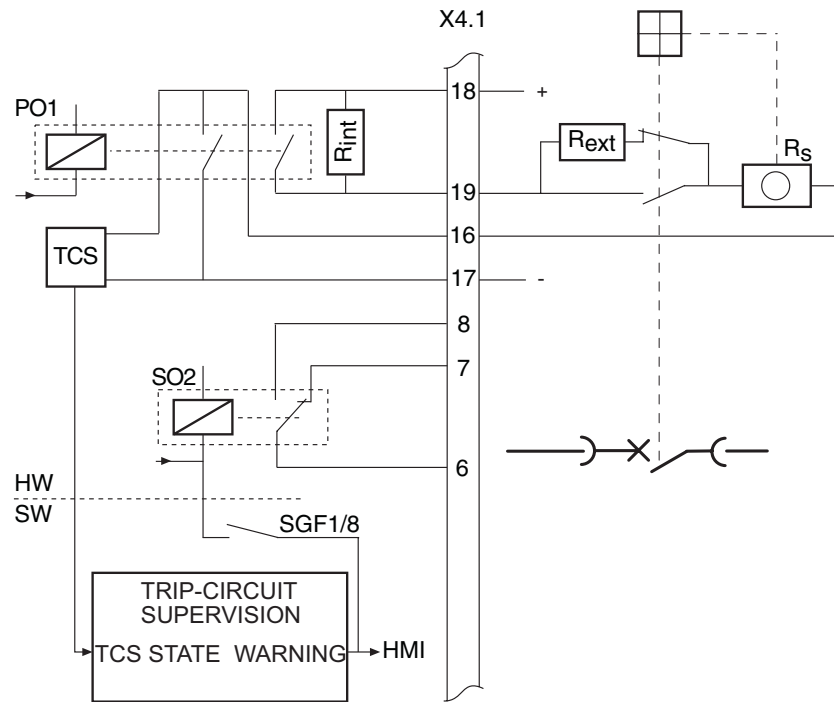 X4.1
18
+
PO1
Rint
Rext
Rs
19
16
TCS
17
-
8
7
SO2
6
HW
SW
SGF1/8
TRIP-CIRCUIT
SUPERVISION
TCS STATE WARNING
HMI